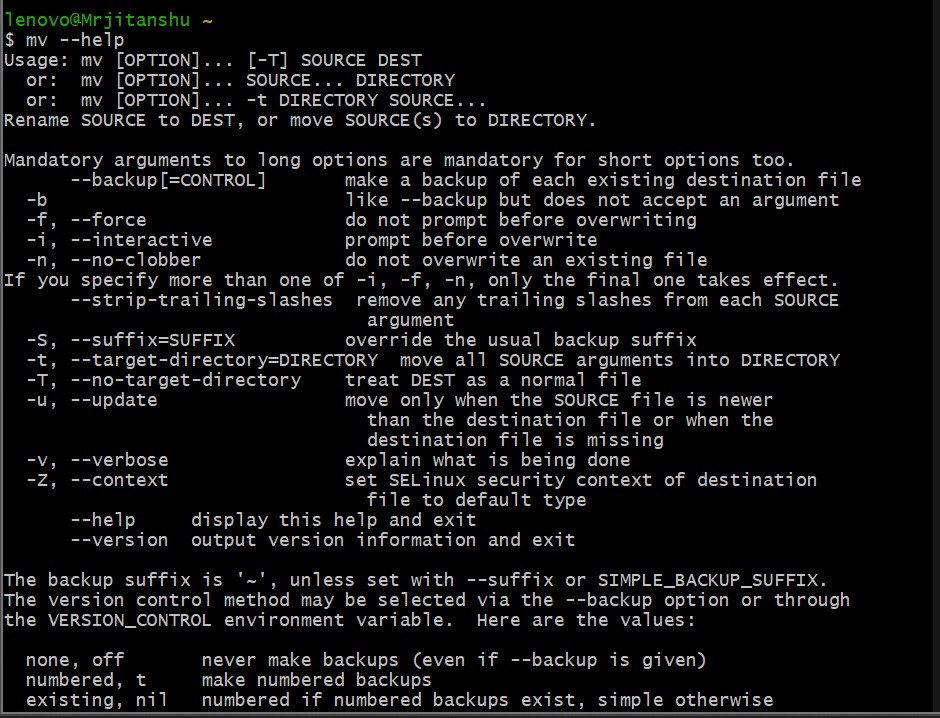 lenovo@Mrjitanshu ~
$ mv --help
Usage: mv [OPTION]... [-T] SOURCE DEST
  or:  mv [OPTION]... SOURCE... DIRECTORY
  or:  mv [OPTION]... -t DIRECTORY SOURCE...
Rename SOURCE to DEST, or move SOURCE(s) to DIRECTORY.

Mandatory arguments to long options are mandatory for short options too.
      --backup[=CONTROL]       make a backup of each existing destination file
  -b                           like --backup but does not accept an argument
  -f, --force                  do not prompt before overwriting
  -i, --interactive            prompt before overwrite
  -n, --no-clobber             do not overwrite an existing file
If you specify more than one of -i, -f, -n, only the final one takes effect.
      --strip-trailing-slashes  remove any trailing slashes from each SOURCE
                                 argument
  -S, --suffix=SUFFIX          override the usual backup suffix
  -t, --target-directory=DIRECTORY  move all SOURCE arguments into DIRECTORY
  -T, --no-target-directory    treat DEST as a normal file
  -u, --update                 move only when the SOURCE file is newer
                                 than the destination file or when the
                                 destination file is missing
  -v, --verbose                explain what is being done
  -Z, --context                set SELinux security context of destination
                                 file to default type
      --help     display this help and exit
      --version  output version information and exit

The backup suffix is '~', unless set with --suffix or SIMPLE_BACKUP_SUFFIX.
The version control method may be selected via the --backup option or through
the VERSION_CONTROL environment variable.  Here are the values:

  none, off       never make backups (even if --backup is given)
  numbered, t     make numbered backups
  existing, nil   numbered if numbered backups exist, simple otherwise